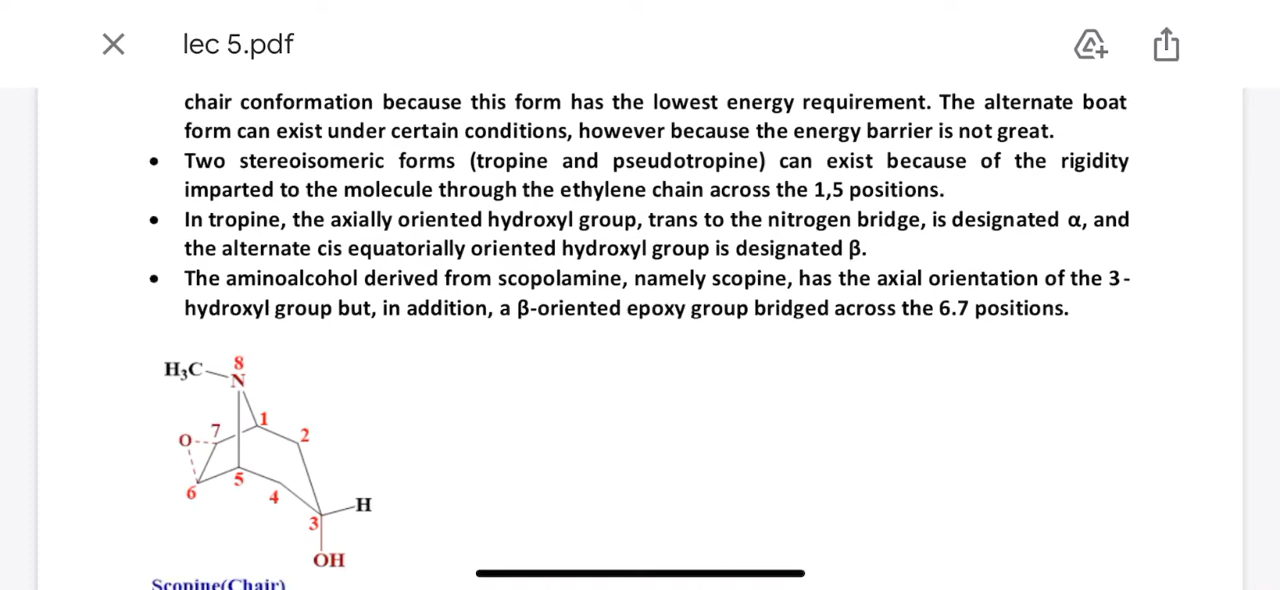 lec 5.pdf
chair conformation because this form has the lowest energy requirement. The alternate boat
form can exist under certain conditions, however because the energy barrier is not great.
• Two stereoisomeric forms (tropine and pseudotropine) can exist because of the rigidity
imparted to the molecule through the ethylene chain across the 1,5 positions.
• In tropine, the axially oriented hydroxyl group, trans to the nitrogen bridge, is designated α, and
the alternate cis equatorially oriented hydroxyl group is designated β.
• The aminoalcohol derived from scopolamine, namely scopine, has the axial orientation of the 3-
hydroxyl group but, in addition, a β-oriented epoxy group bridged across the 6.7 positions.
8
H₃C N
1
7 2
O
5
6 4
H
3
OH
Scopine(Chair)